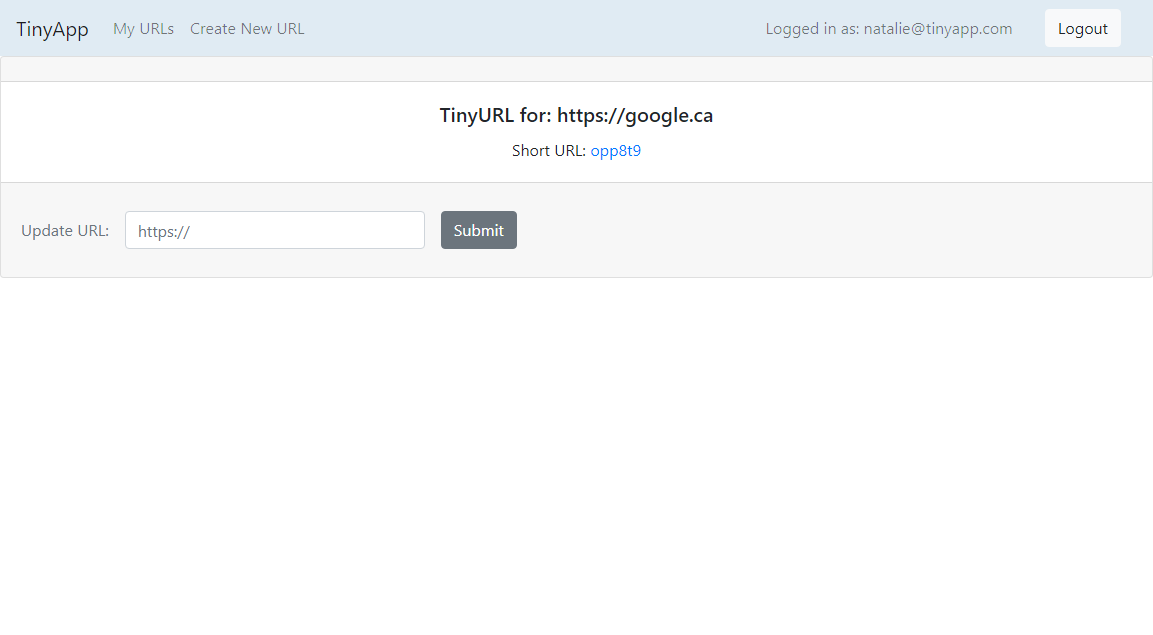 TinyApp My URLs Create New URL Logged in as: natalie@tinyapp.com Logout
TinyURL for: https://google.ca
Short URL: opp8t9
Update URL: https:// Submit